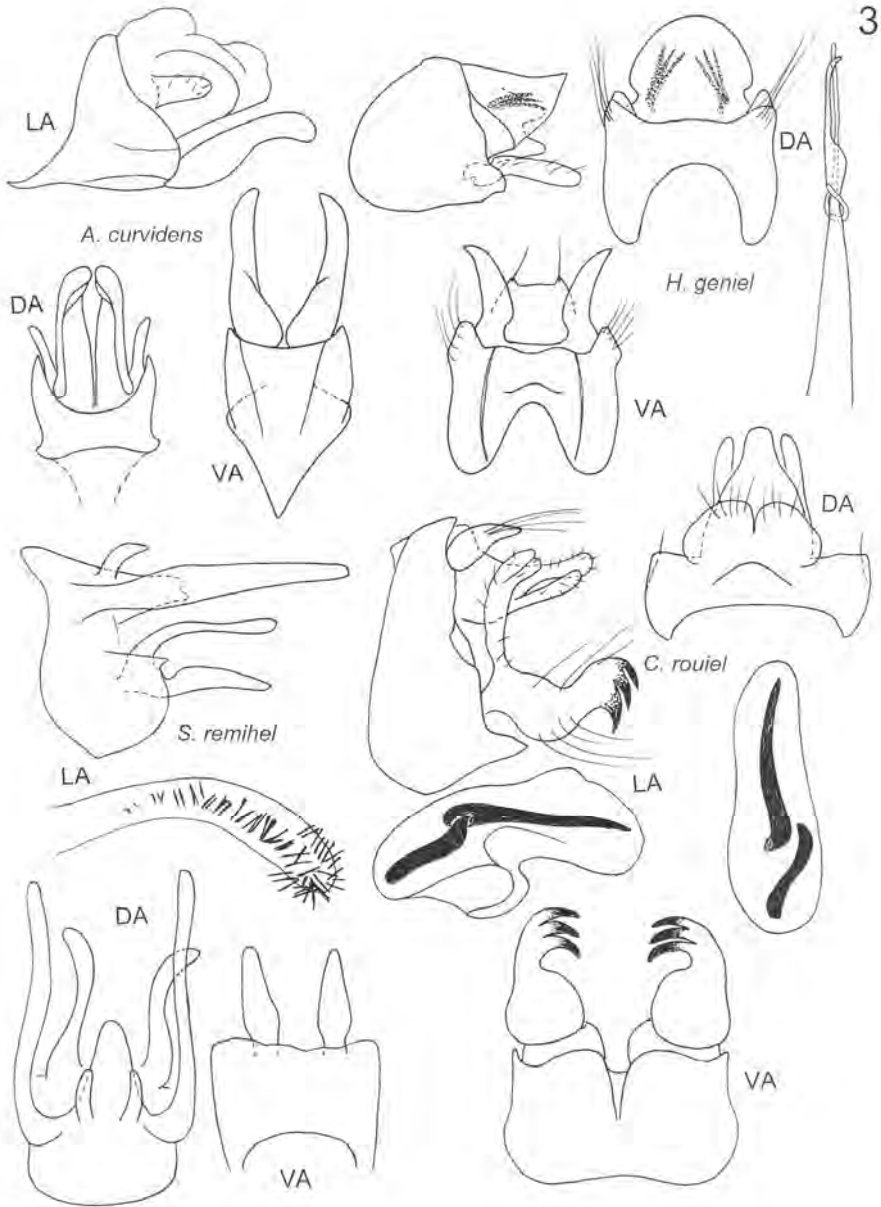 3
LA
DA
A. curvidens
H. geniel
DA
VA
VA
DA
C. rouiel
S. remihel
LA
LA
DA
VA
VA